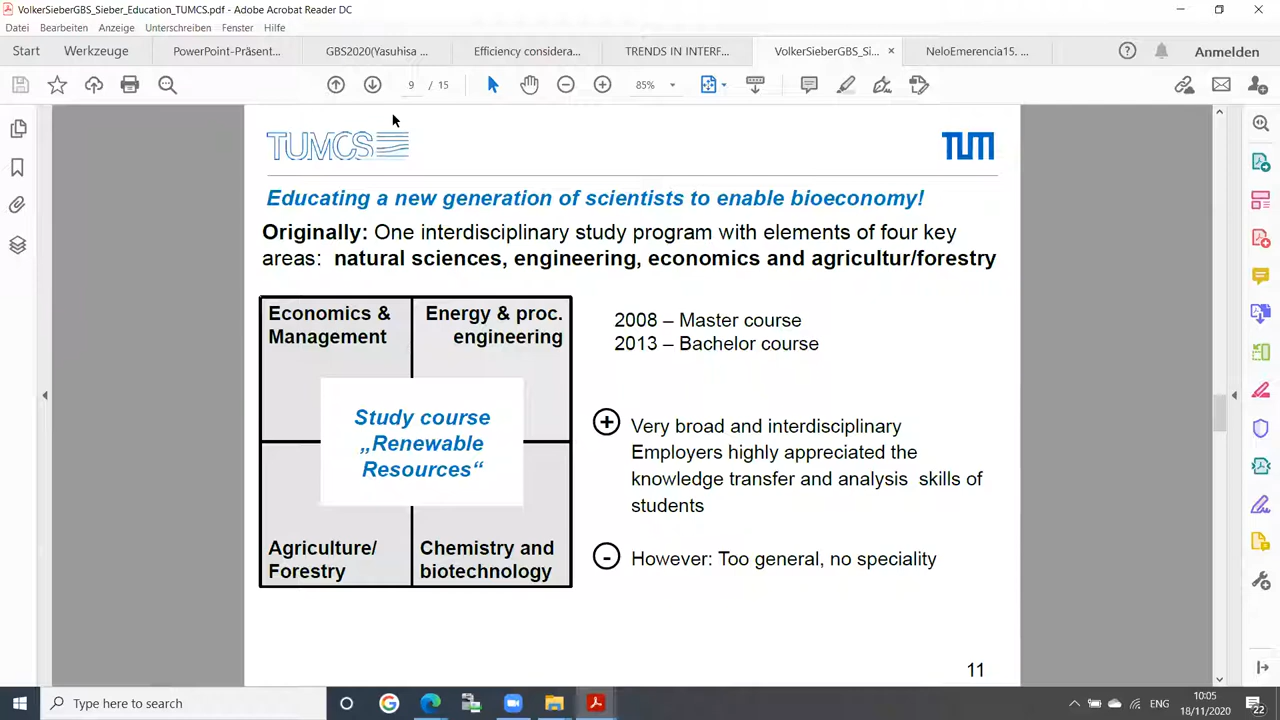 VolkerSieberGBS_Sieber_Education_TUMCS.pdf - Adobe Acrobat Reader DC
Datei Bearbeiten Anzeige Unterschreiben Fenster Hilfe
Start Werkzeuge PowerPoint-Präsent... GBS2020(Yasuhisa ... Efficiency considera... TRENDS IN INTERF... VolkerSieberGBS_Si... × NeloEmerencia15. ... Anmelden
9 / 15 85%
TUMCS
TUM
Educating a new generation of scientists to enable bioeconomy!
Originally: One interdisciplinary study program with elements of four key
areas: natural sciences, engineering, economics and agricultur/forestry
Economics &
Management
Energy & proc.
engineering
Study course
„Renewable
Resources“
Agriculture/
Forestry
Chemistry and
biotechnology
2008 – Master course
2013 – Bachelor course
+ Very broad and interdisciplinary
Employers highly appreciated the
knowledge transfer and analysis skills of
students
- However: Too general, no speciality
11
Type here to search
ENG
10:05
18/11/2020
22